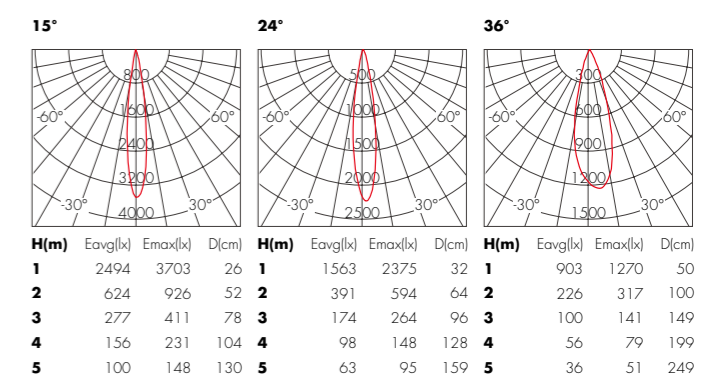 15° 24° 36°
800 500 300
1600 1000 600
-60° 60° -60° 60° -60° 60°
2400 1500 900
3200 2000 1200
-30° 30° -30° 30° -30° 30°
4000 2500 1500
H(m) Eavg(lx) Emax(lx) D(cm) H(m) Eavg(lx) Emax(lx) D(cm) H(m) Eavg(lx) Emax(lx) D(cm)
1 2494 3703 26 1 1563 2375 32 1 903 1270 50
2 624 926 52 2 391 594 64 2 226 317 100
3 277 411 78 3 174 264 96 3 100 141 149
4 156 231 104 4 98 148 128 4 56 79 199
5 100 148 130 5 63 95 159 5 36 51 249